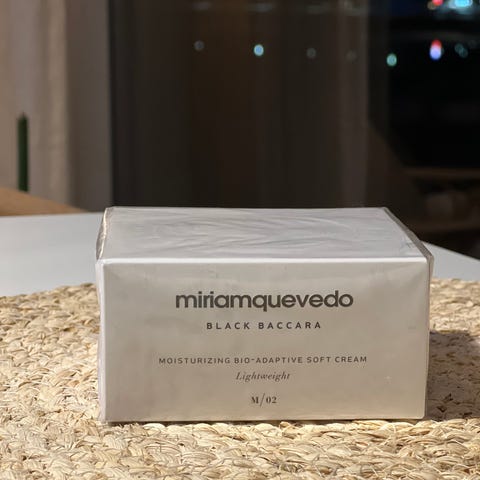 miriamquevedo
BLACK BACCARA
MOISTURIZING BIO-ADAPTIVE SOFT CREAM
Lightweight
M/02